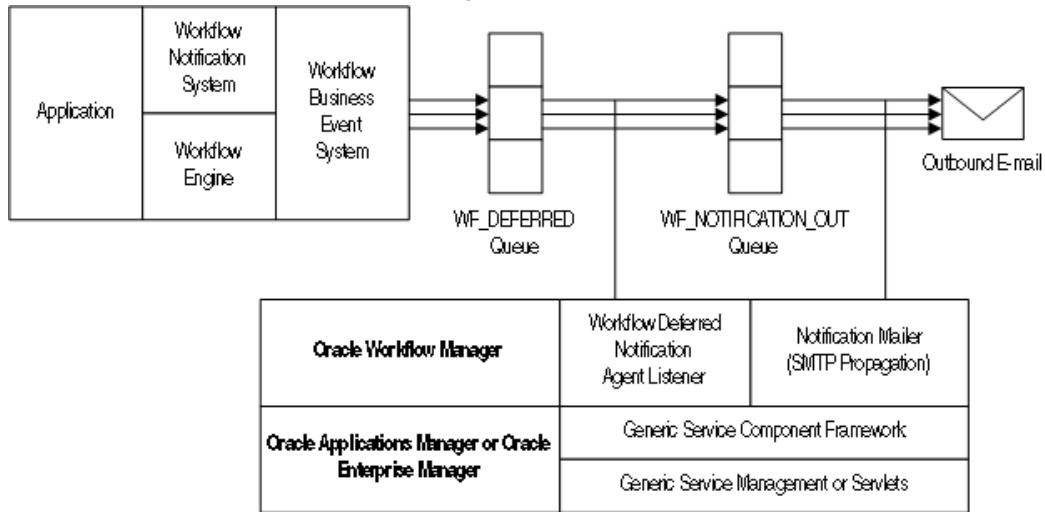 Application
Workflow
Notification
System
Workflow
Engine
Workflow
Business
Event
System
WF_DEFERRED
Queue
WF_NOTIFICATION_OUT
Queue
Outbound E-mail
Oracle Workflow Manager
Workflow Deferred
Notification
Agent Listener
Notification Mailer
(SMTP Propagation)
Oracle Applications Manager or Oracle
Enterprise Manager
Generic Service Component Framework
Generic Service Management or Servlets